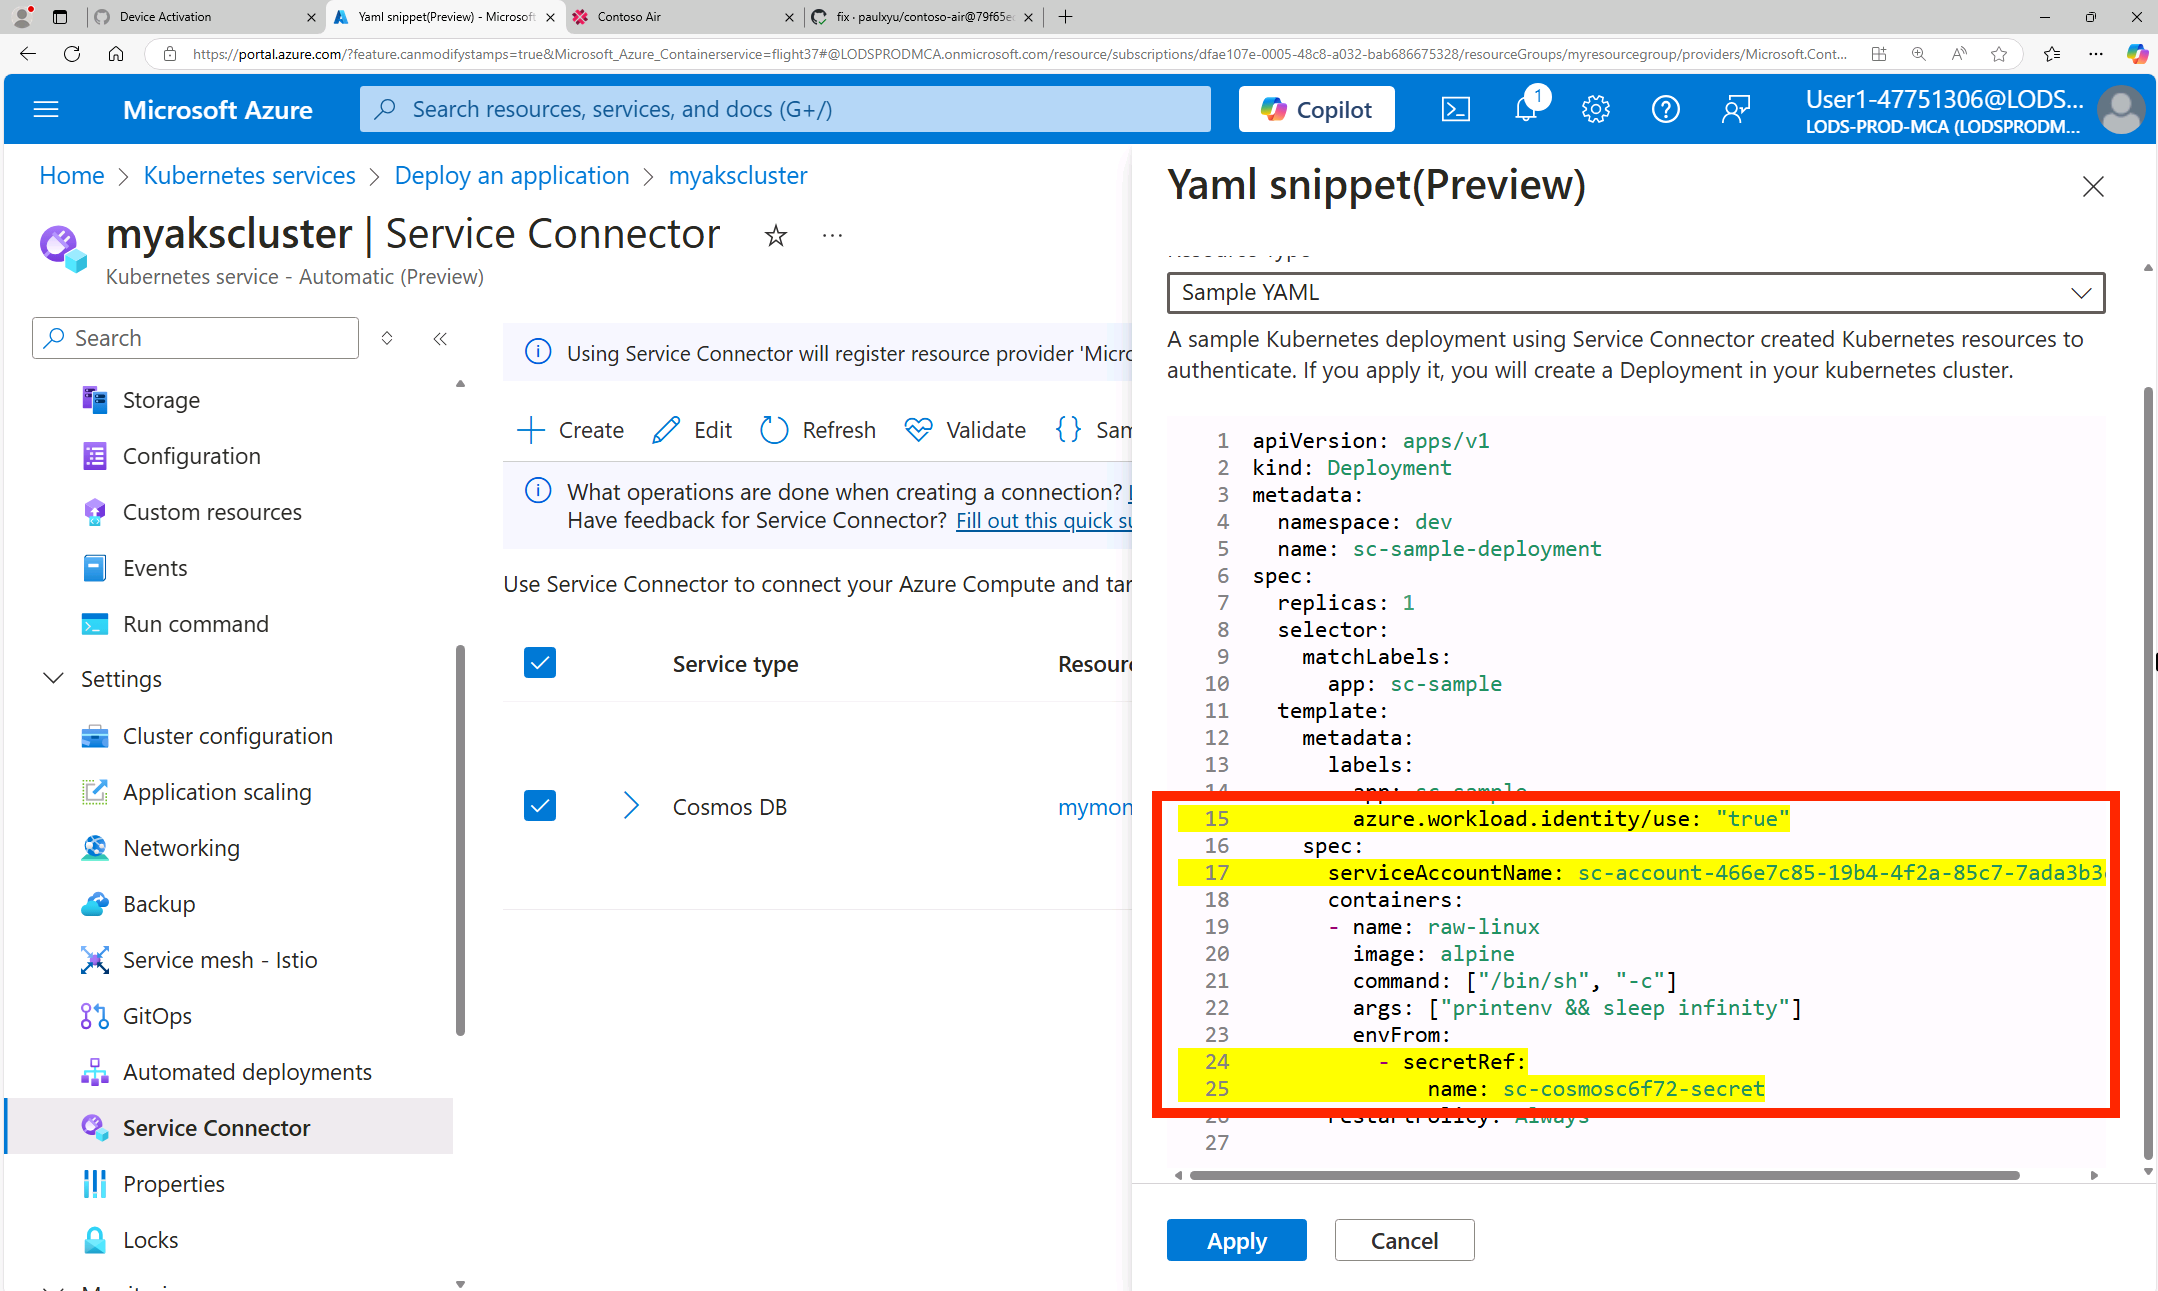 Device Activation
Yaml snippet(Preview) - Microsoft
Contoso Air
fix · paulxyu/contoso-air@79f65e
https://portal.azure.com/?feature.canmodifystamps=true&Microsoft_Azure_Containerservice=flight37#@LODSPRODMCA.onmicrosoft.com/resource/subscriptions/dfae107e-0005-48c8-a032-bab686675328/resourceGroups/myresourcegroup/providers/Microsoft.Cont...
Microsoft Azure
Search resources, services, and docs (G+/)
Copilot
1
User1-47751306@LODS...
LODS-PROD-MCA (LODSPRODM...
Home > Kubernetes services > Deploy an application > myakscluster
myakscluster | Service Connector
...
Kubernetes service - Automatic (Preview)
Search
Storage
Configuration
Custom resources
Events
Run command
Settings
Cluster configuration
Application scaling
Networking
Backup
Service mesh - Istio
GitOps
Automated deployments
Service Connector
Properties
Locks
Using Service Connector will register resource provider 'Micro
Create
Edit
Refresh
Validate
{} Sam
What operations are done when creating a connection?
Have feedback for Service Connector? Fill out this quick su
Use Service Connector to connect your Azure Compute and tar
Service type
Resour
Cosmos DB
mymon
Yaml snippet(Preview)
Resource Type
Sample YAML
A sample Kubernetes deployment using Service Connector created Kubernetes resources to
authenticate. If you apply it, you will create a Deployment in your kubernetes cluster.
1 apiVersion: apps/v1
2 kind: Deployment
3 metadata:
4 namespace: dev
5 name: sc-sample-deployment
6 spec:
7 replicas: 1
8 selector:
9 matchLabels:
10 app: sc-sample
11 template:
12 metadata:
13 labels:
14 app: sc-sample
15 azure.workload.identity/use: "true"
16 spec:
17 serviceAccountName: sc-account-466e7c85-19b4-4f2a-85c7-7ada3b3
18 containers:
19 - name: raw-linux
20 image: alpine
21 command: ["/bin/sh", "-c"]
22 args: ["printenv && sleep infinity"]
23 envFrom:
24 - secretRef:
25 name: sc-cosmosc6f72-secret
26 restartPolicy: Always
27
Apply
Cancel